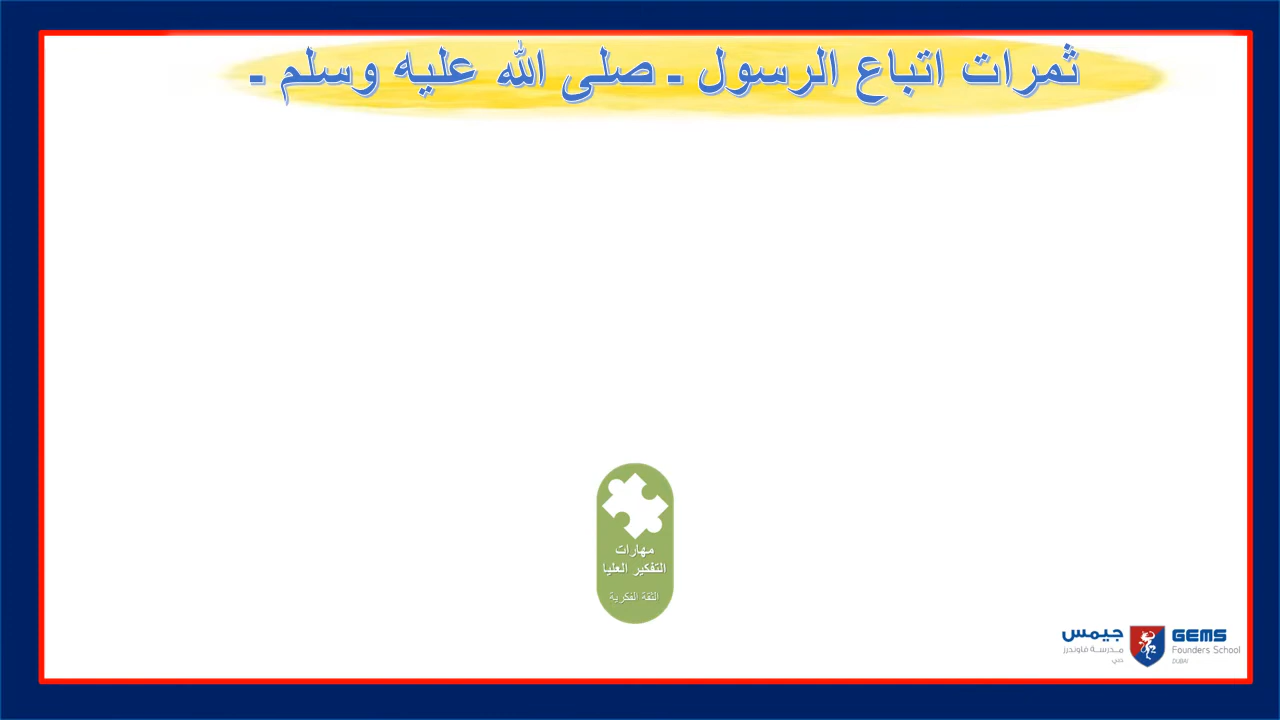 ثمرات اتباع الرسول ـ صلى الله عليه وسلم ـ
مهارات
التفكير العليا
الثقة الفكرية
جيمس
مدرسة فاوندرز
دبي
GEMS
Founders School
DUBAI